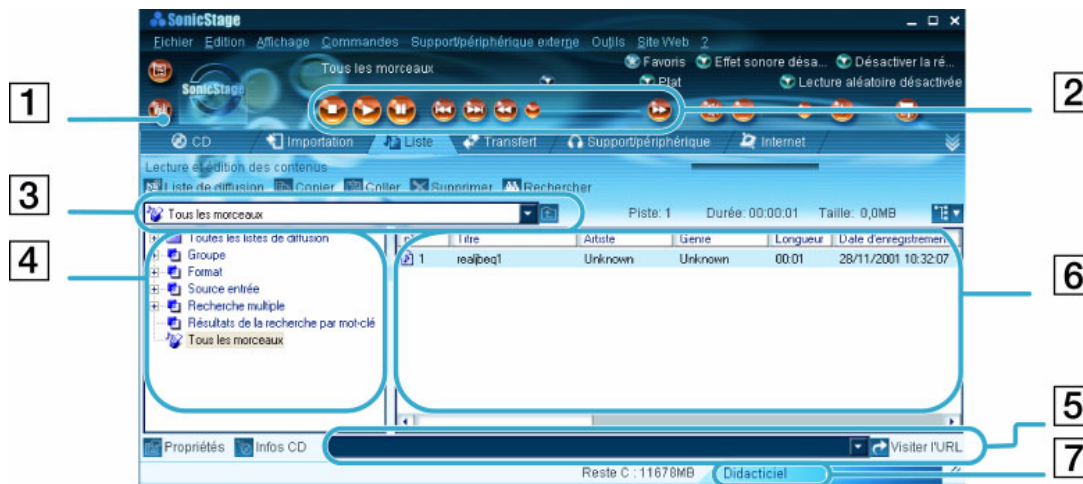 SonicStage
Fichier Edition Affichage Commandes Support/périphérique externe Outils Site Web ?
Tous les morceaux
Favoris Effet sonore désa... Désactiver la ré...
Plat Lecture aléatoire désactivée
SonicStage
1
2
CD Importation Liste Transfert Support/périphérique Internet
Lecture et édition des contenus
Liste de diffusion Copier Coller Supprimer Rechercher
3
Tous les morceaux Piste: 1 Durée: 00:00:01 Taille: 0,0MB
Toutes les listes de diffusion
Titre Artiste Genre Longueur Date d'enregistremen
4
Groupe
1 realjbeq1 Unknown Unknown 00:01 28/11/2001 10:32:07
6
Format
Source entrée
Recherche multiple
Résultats de la recherche par mot-clé
Tous les morceaux
5
Propriétés Infos CD Visiter l'URL
Reste C : 11678MB Didacticiel
7